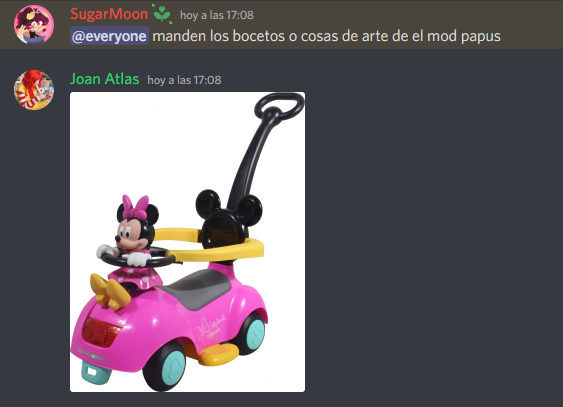 SugarMoon hoy a las 17:08
@everyone manden los bocetos o cosas de arte de el mod papus
Joan Atlas hoy a las 17:08